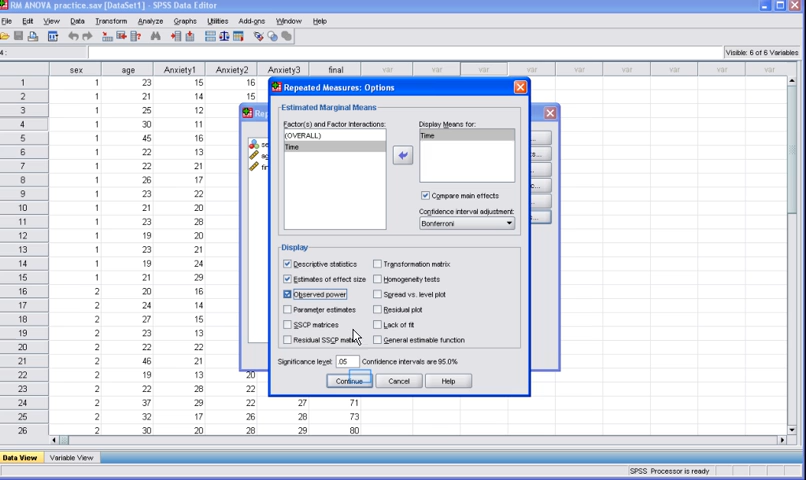 RM ANOVA practice.sav [DataSet1] - SPSS Data Editor
File Edit View Data Transform Analyze Graphs Utilities Add-ons Window Help
Visible: 6 of 6 Variables
sex age Anxiety1 Anxiety2 Anxiety3 final var var var var var var
1 1 23 15 16
2 1 21 14 15
3 1 25 12
4 1 30 11
5 1 45 16
6 1 22 13
7 1 22 21
8 1 26 17
9 1 23 22
10 1 21 20
11 1 23 28
12 1 19 20
13 1 23 21
14 1 19 24
15 1 21 29
16 2 20 16
17 2 24 14
18 2 27 15
19 2 23 13
20 2 22 22
21 2 46 21
22 2 19 13 20
23 2 22 28 22
24 2 22 22 27 71
25 2 32 17 26 28 73
26 2 30 20 28 29 80
Repeated Measures: Options
Estimated Marginal Means
Factor(s) and Factor Interactions:
(OVERALL)
Time
Display Means for:
Time
Compare main effects
Confidence interval adjustment:
Bonferroni
Display
Descriptive statistics
Transformation matrix
Estimates of effect size
Homogeneity tests
Observed power
Spread vs. level plot
Parameter estimates
Residual plot
SSCP matrices
Lack of fit
Residual SSCP
General estimable function
Significance level: .05 Confidence intervals are 95.0%
Continue Cancel Help
Data View Variable View
SPSS Processor is ready